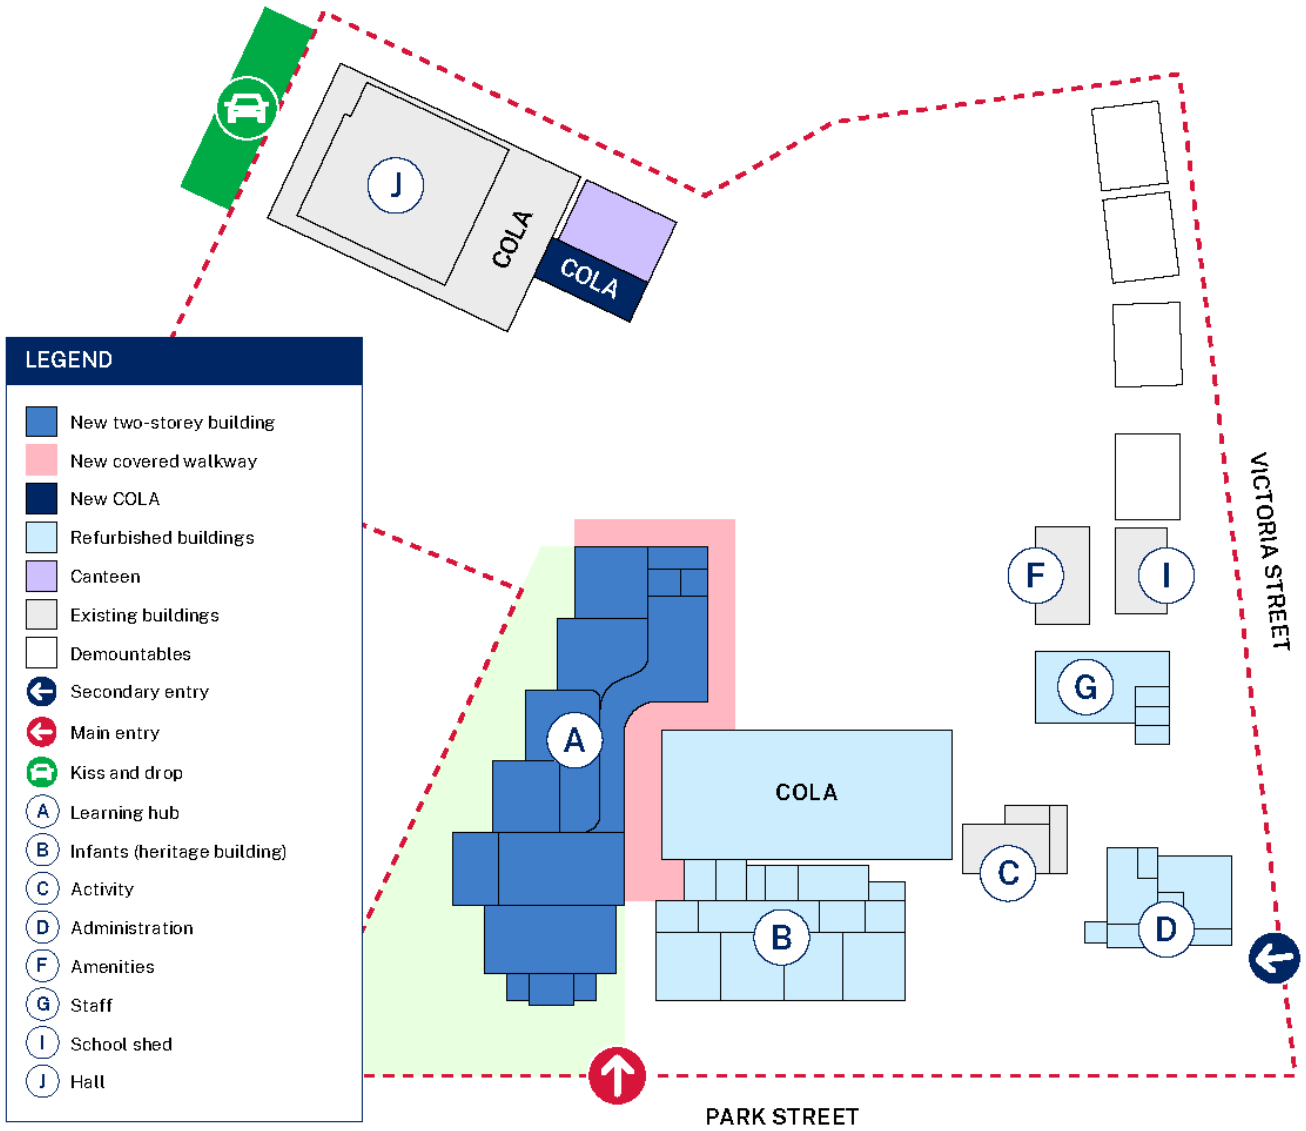 J
COLA
COLA
LEGEND
New two-storey building
New covered walkway
New COLA
Refurbished buildings
Canteen
Existing buildings
Demountables
Secondary entry
Main entry
Kiss and drop
A Learning hub
B Infants (heritage building)
C Activity
D Administration
F Amenities
G Staff
I School shed
J Hall
VICTORIA STREET
F
I
G
A
COLA
C
B
D
PARK STREET